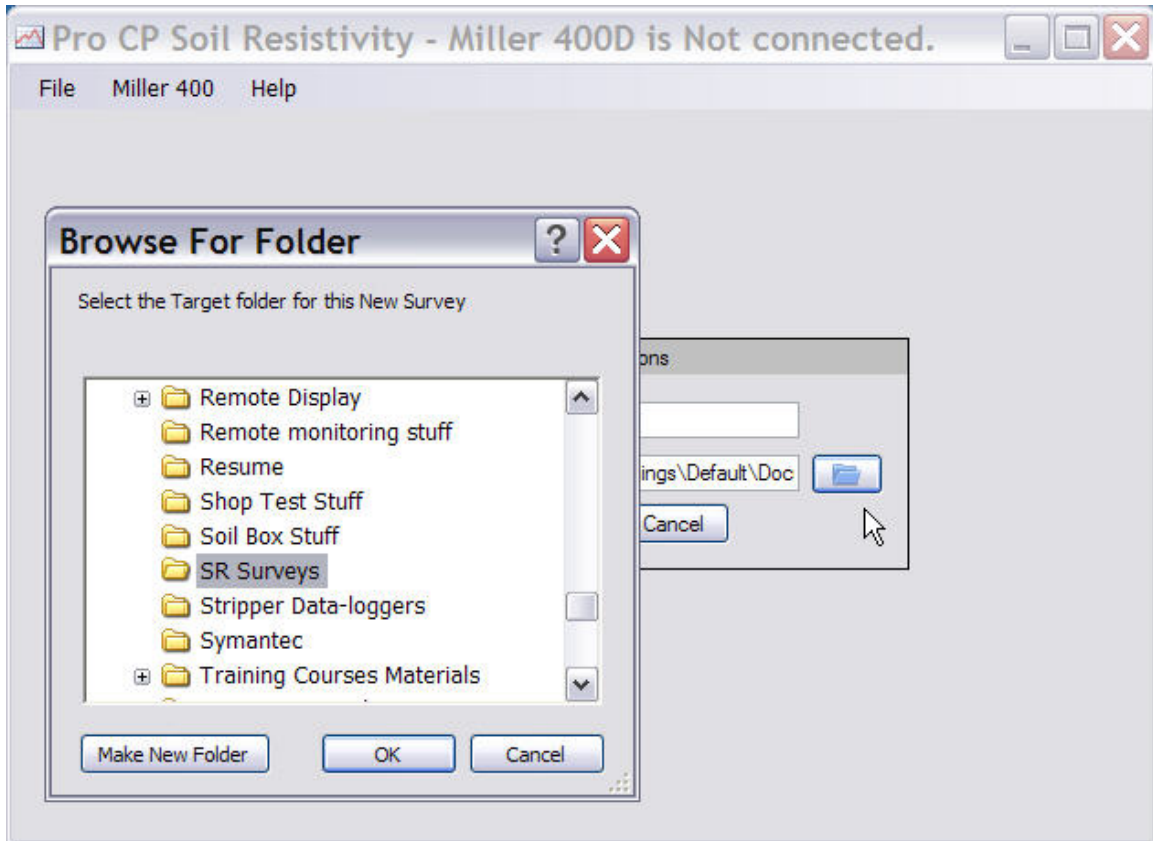 Pro CP Soil Resistivity - Miller 400D is Not connected.
File Miller 400 Help
Browse For Folder
Select the Target folder for this New Survey
Remote Display
Remote monitoring stuff
Resume
Shop Test Stuff
Soil Box Stuff
SR Surveys
Stripper Data-loggers
Symantec
Training Courses Materials
Make New Folder OK Cancel
ons
ings\Default\Doc
Cancel